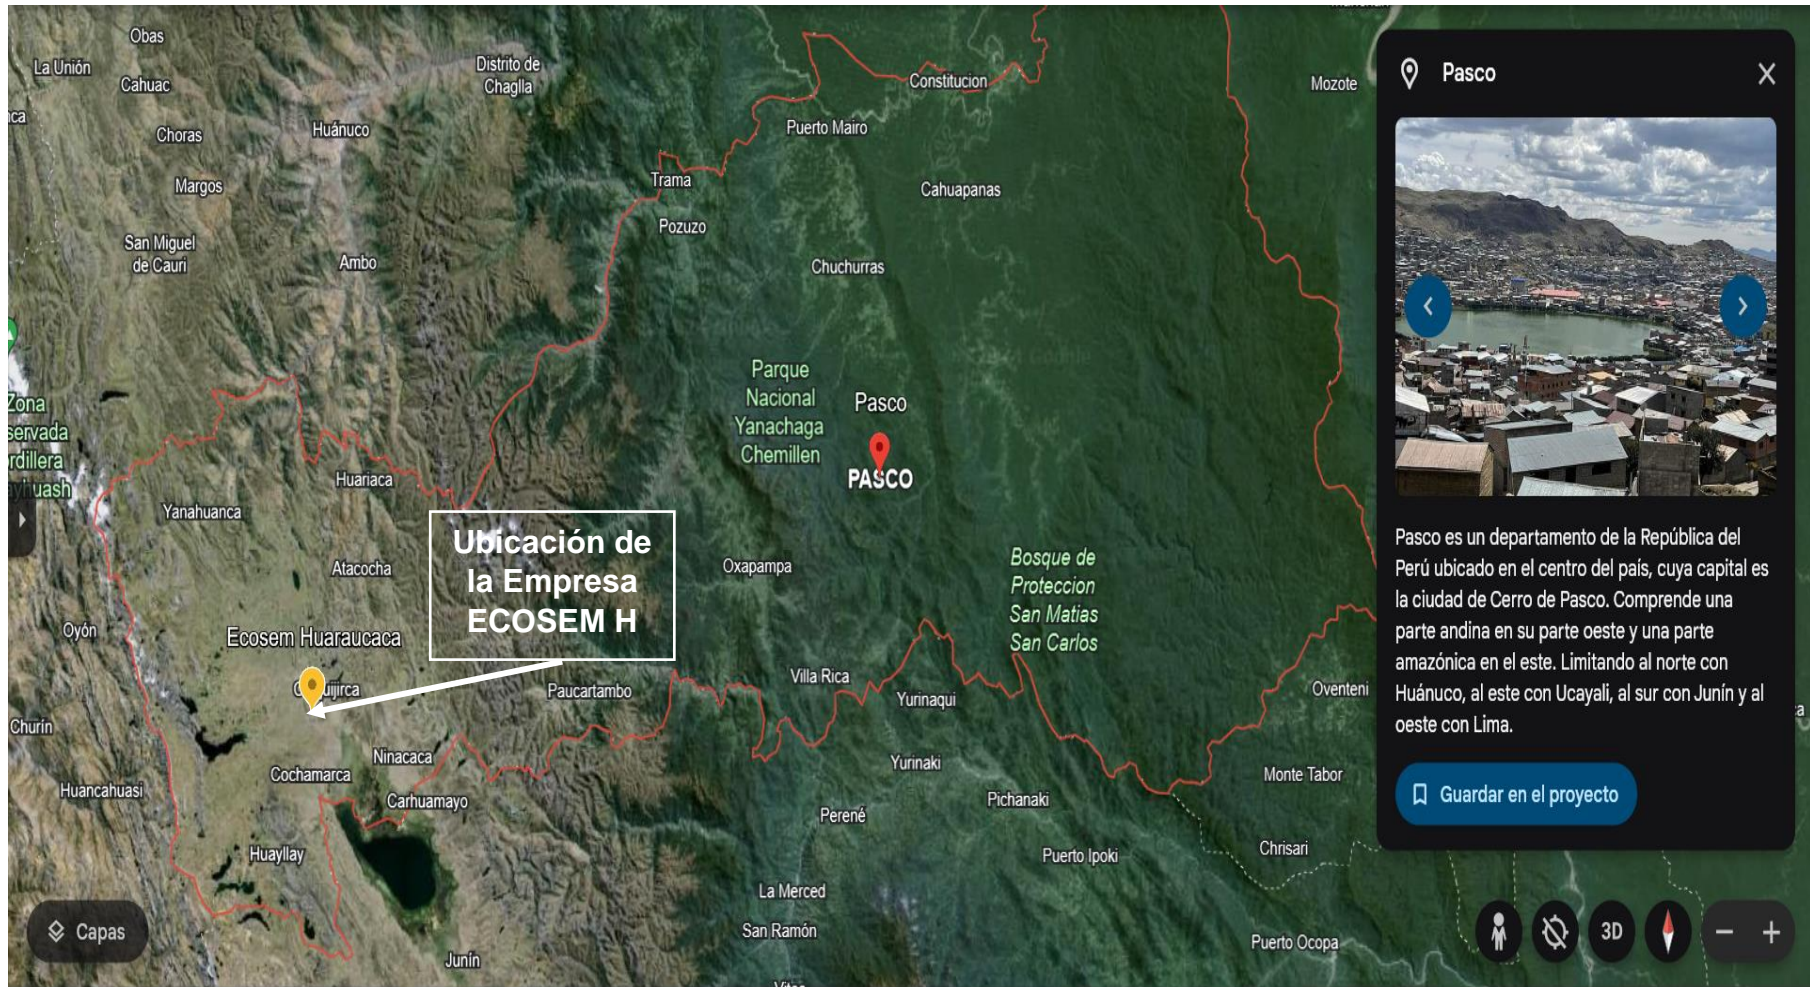 Obas
La Unión
Cahuac
Distrito de
Chaglla
Constitucion
Mozote
Choras
Huánuco
Puerto Mairo
Margos
Trama
Cahuapanas
San Miguel
de Cauri
Pozuzo
Ambo
Chuchurras
Parque
Nacional
Yanachaga
Chemillen
Pasco
PASCO
Zona
Huariaca
Yanahuanca
Ubicación de
la Empresa
ECOSEM H
Atacocha
Oxapampa
Bosque de
Proteccion
San Matias
San Carlos
Oyón
Ecosem Huaraucaca
Villa Rica
Paucartambo
Yurinaqui
Oventeni
Churín
Ninacaca
Yurinaki
Cochamarca
Monte Tabor
Huancahuasi
Carhuamayo
Pichanaki
Perené
Huayllay
Puerto Ipoki
Chrisari
La Merced
San Ramón
Puerto Ocopa
Junín
Capas
Pasco
Pasco es un departamento de la República del
Perú ubicado en el centro del país, cuya capital es
la ciudad de Cerro de Pasco. Comprende una
parte andina en su parte oeste y una parte
amazónica en el este. Limitando al norte con
Huánuco, al este con Ucayali, al sur con Junín y al
oeste con Lima.
Guardar en el proyecto
3D